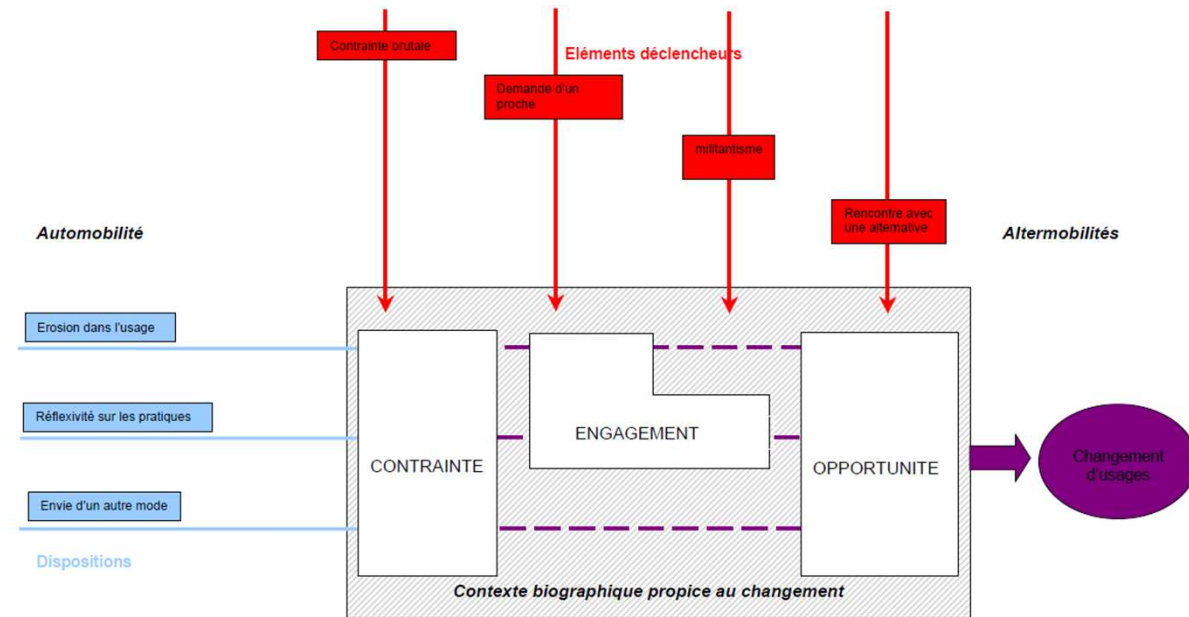 Contrainte brutale
Eléments déclencheurs
Demande d'un
proche
militantisme
Rencontre avec
une alternative
Automobilité
Altermobilités
Erosion dans l'usage
Réflexivité sur les pratiques
Envie d'un autre mode
Dispositions
CONTRAINTE
ENGAGEMENT
OPPORTUNITE
Changement
d'usages
Contexte biographique propice au changement